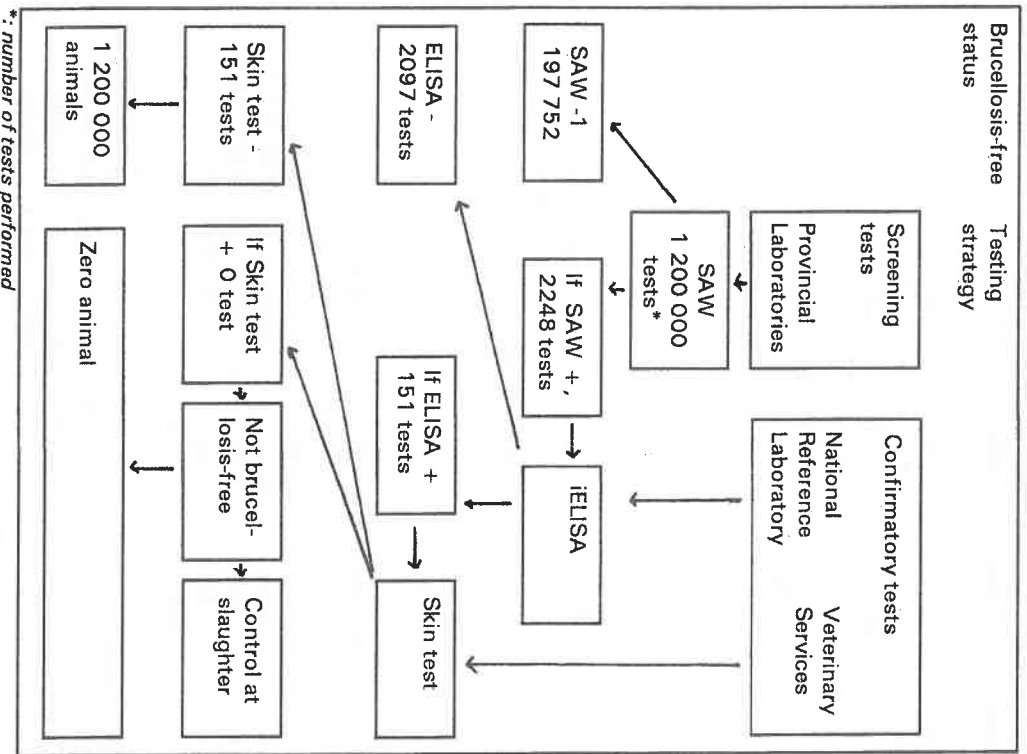 Brucellosis-free
status
Testing
strategy
Screening
tests
Provincial
Laboratories
Confirmatory tests
National
Reference
Laboratory
Veterinary
Services
SAW
1 200 000
tests*
SAW -1
197 752
If SAW +,
2248 tests
iELISA
ELISA -
2097 tests
If ELISA +
151 tests
Skin test
Skin test -
151 tests
If Skin test
+ 0 test
Not brucel-
losis-free
Control at
slaughter
1 200 000
animals
Zero animal
*: number of tests performed